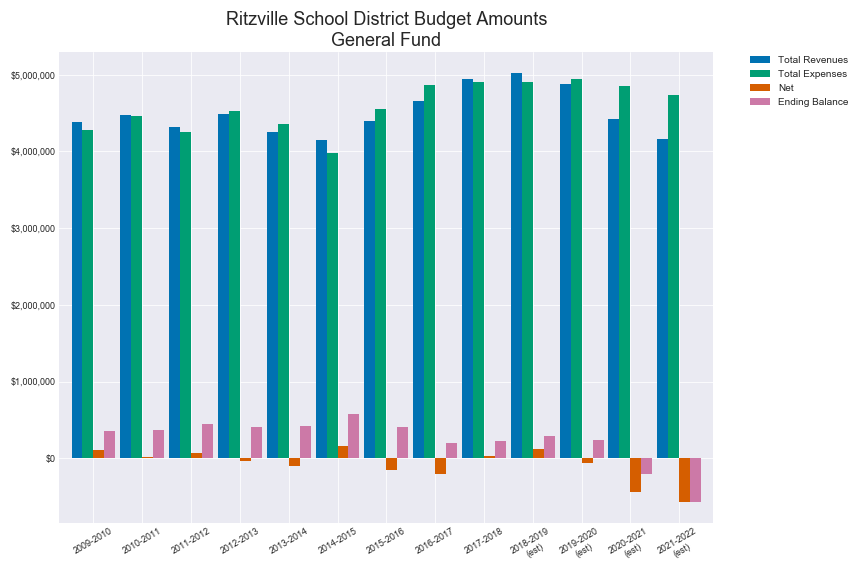 Ritzville School District Budget Amounts
General Fund
Total Revenues
Total Expenses
Net
Ending Balance
$5,000,000
$4,000,000
$3,000,000
$2,000,000
$1,000,000
$0
2009-2010
2010-2011
2011-2012
2012-2013
2013-2014
2014-2015
2015-2016
2016-2017
2017-2018
2018-2019
(est)
2019-2020
(est)
2020-2021
(est)
2021-2022
(est)